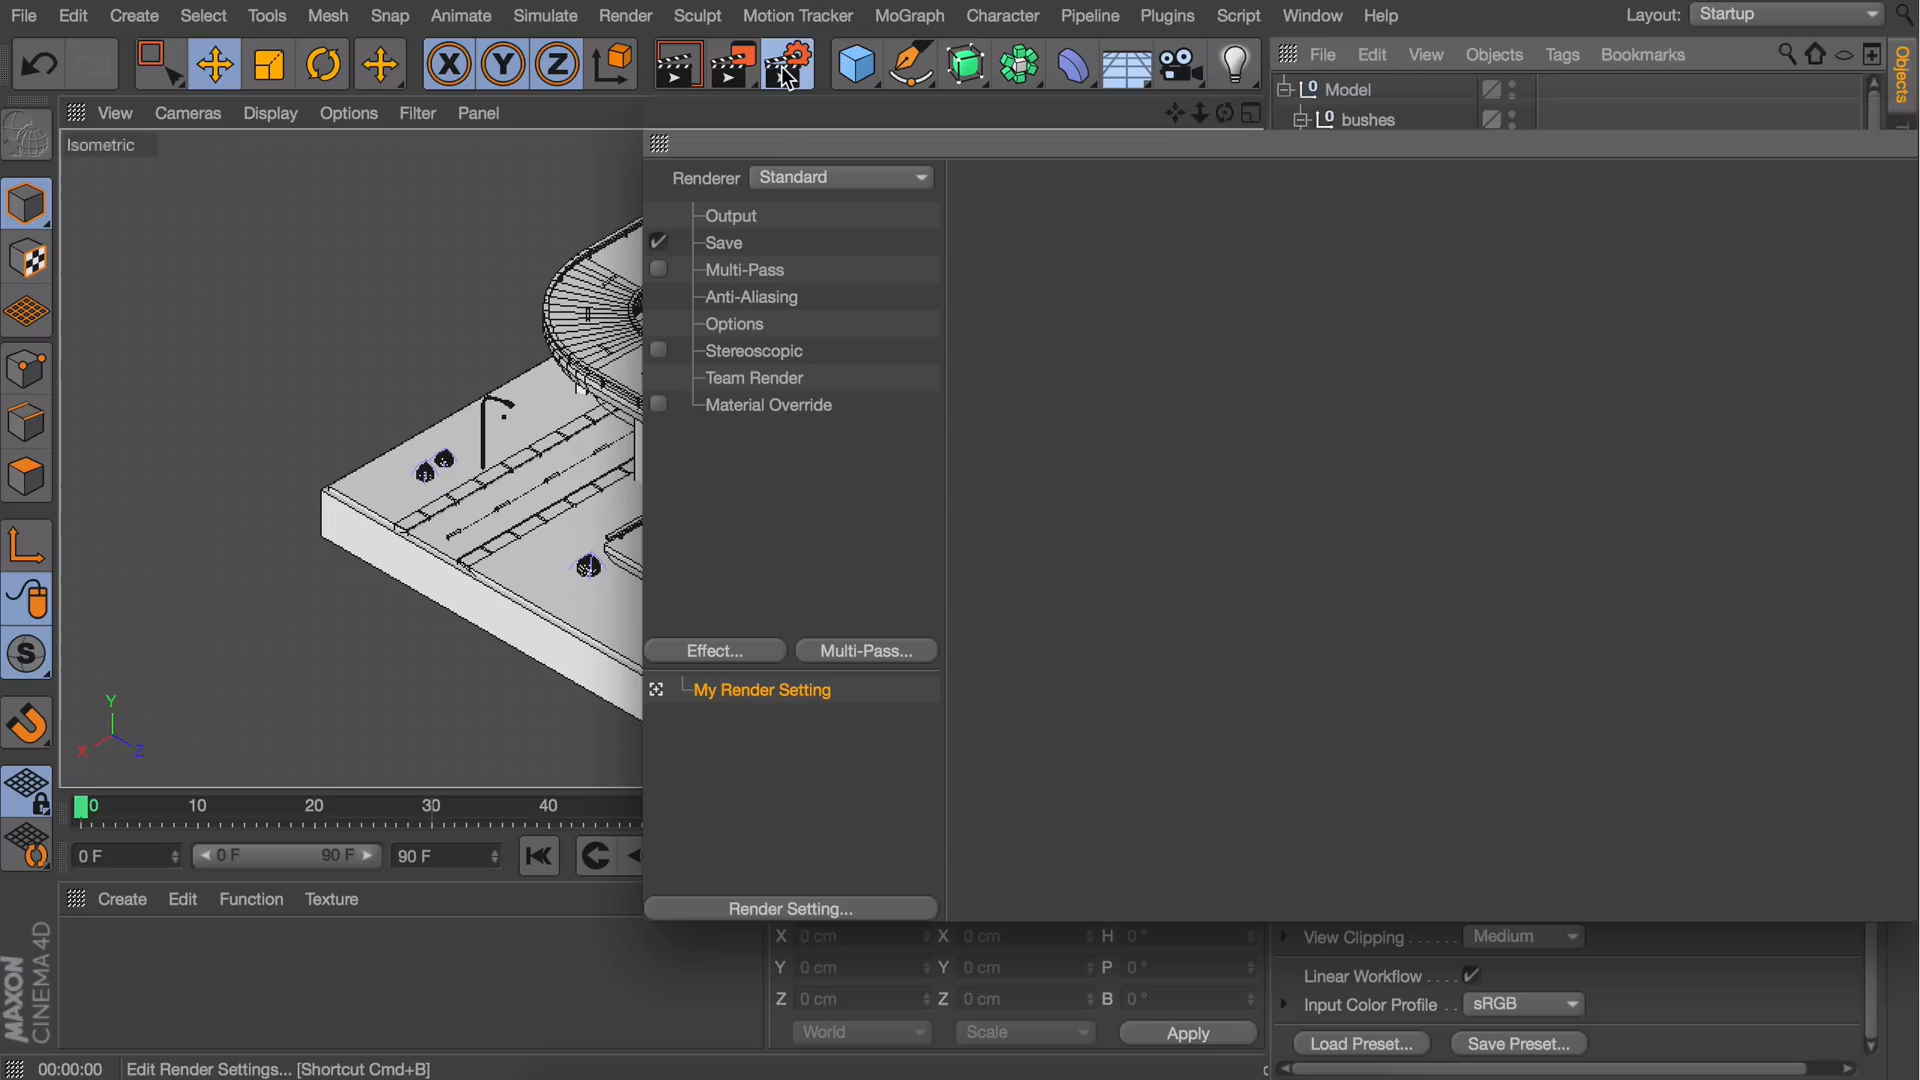 File Edit Create Select Tools Mesh Snap Animate Simulate Render Sculpt Motion Tracker MoGraph Character Pipeline Plugins Script Window Help Layout: Startup
X Y Z
File Edit View Objects Tags Bookmarks
Objects
0 Model
0 bushes
View Cameras Display Options Filter Panel
Isometric
Renderer Standard
Output
Save
Multi-Pass
Anti-Aliasing
Options
Stereoscopic
Team Render
Material Override
Effect... Multi-Pass...
My Render Setting
Render Setting...
S
Y
X Z
0 10 20 30 40
0 F 0 F 90 F 90 F
Create Edit Function Texture
X 0 cm X 0 cm H 0 °
Y 0 cm Y 0 cm P 0 °
Z 0 cm Z 0 cm B 0 °
World Scale Apply
View Clipping . . . . . . Medium
Linear Workflow . . . .
Input Color Profile . . sRGB
Load Preset... Save Preset...
MAXON
CINEMA 4D
00:00:00 Edit Render Settings... [Shortcut Cmd+B]